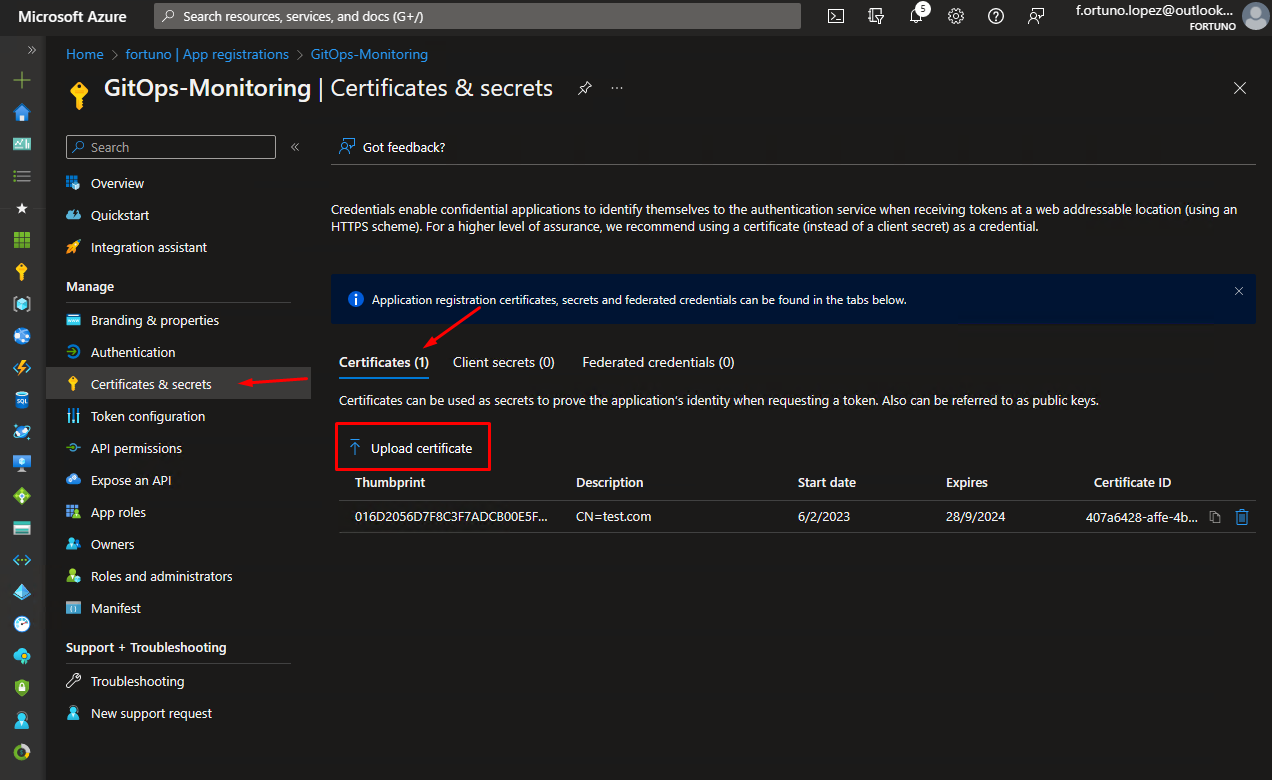 Microsoft Azure
Search resources, services, and docs (G+/)
5
f.ortuno.lopez@outlook...
FORTUNO
Home > fortuno | App registrations > GitOps-Monitoring
GitOps-Monitoring | Certificates & secrets
Search
Got feedback?
Overview
Quickstart
Integration assistant
Manage
Branding & properties
Authentication
Certificates & secrets
Token configuration
API permissions
Expose an API
App roles
Owners
Roles and administrators
Manifest
Support + Troubleshooting
Troubleshooting
New support request
Credentials enable confidential applications to identify themselves to the authentication service when receiving tokens at a web addressable location (using an
HTTPS scheme). For a higher level of assurance, we recommend using a certificate (instead of a client secret) as a credential.
Application registration certificates, secrets and federated credentials can be found in the tabs below.
Certificates (1) Client secrets (0) Federated credentials (0)
Certificates can be used as secrets to prove the application's identity when requesting a token. Also can be referred to as public keys.
Upload certificate
Thumbprint Description Start date Expires Certificate ID
016D2056D7F8C3F7ADCB00E5F... CN=test.com 6/2/2023 28/9/2024 407a6428-affe-4b...